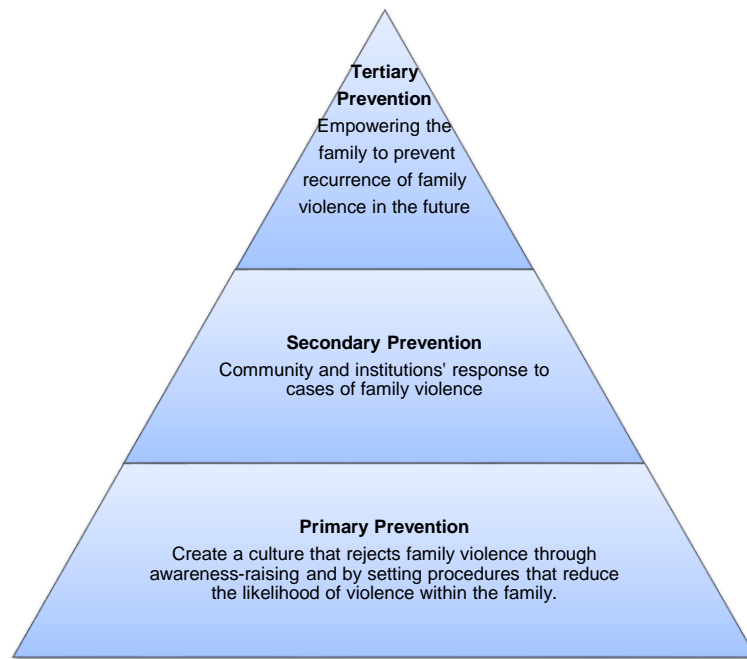 Tertiary
Prevention
Empowering the
family to prevent
recurrence of family
violence in the future
Secondary Prevention
Community and institutions' response to
cases of family violence
Primary Prevention
Create a culture that rejects family violence through
awareness-raising and by setting procedures that reduce
the likelihood of violence within the family.